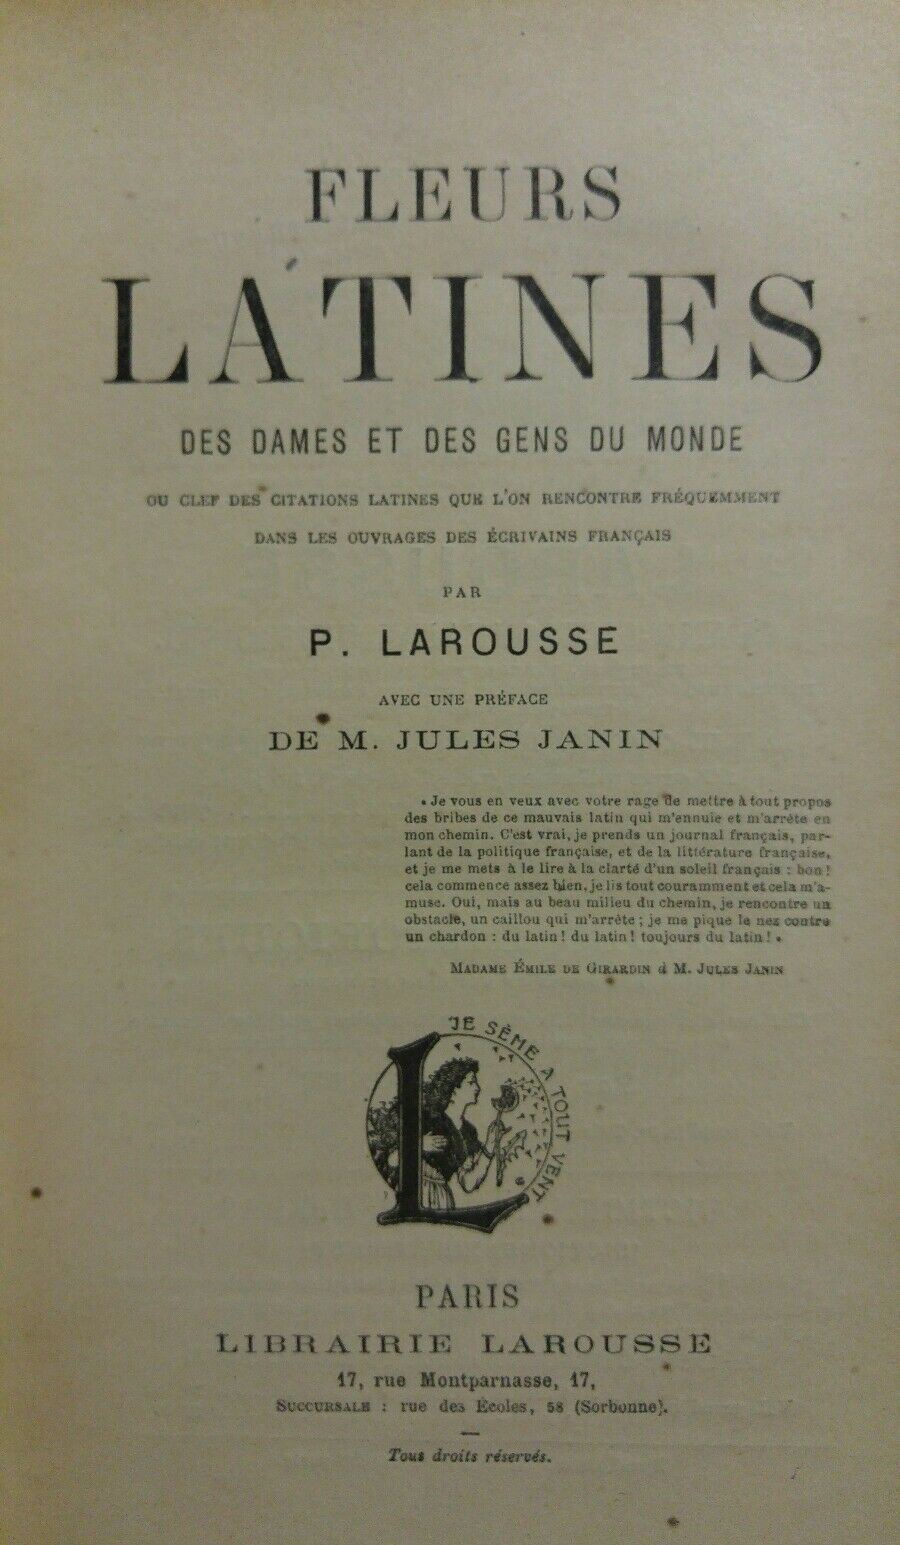 FLEURS
LATINES
DES DAMES ET DES GENS DU MONDE
OU CLEF DES CITATIONS LATINES QUE L'ON RENCONTRE FRÉQUEMMENT
DANS LES OUVRAGES DES ÉCRIVAINS FRANÇAIS
PAR
P. LAROUSSE
AVEC UNE PRÉFACE
DE M. JULES JANIN
« Je vous en veux avec votre rage de mettre à tout propos
des bribes de ce mauvais latin qui m'ennuie et m'arrête en
mon chemin. C'est vrai, je prends un journal français, par-
lant de la politique française, et de la littérature française,
et je me mets à le lire à la clarté d'un soleil français : bon !
cela commence assez bien, je lis tout couramment et cela m'a-
muse. Oui, mais au beau milieu du chemin, je rencontre un
obstacle, un caillou qui m'arrête ; je me pique le nez contre
un chardon : du latin ! du latin ! toujours du latin ! »
MADAME ÉMILE DE GIRARDIN à M. JULES JANIN
JE SÈME A TOUT VENT
L
PARIS
LIBRAIRIE LAROUSSE
17, rue Montparnasse, 17,
SUCCURSALE : rue des Écoles, 58 (Sorbonne).
Tous droits réservés.